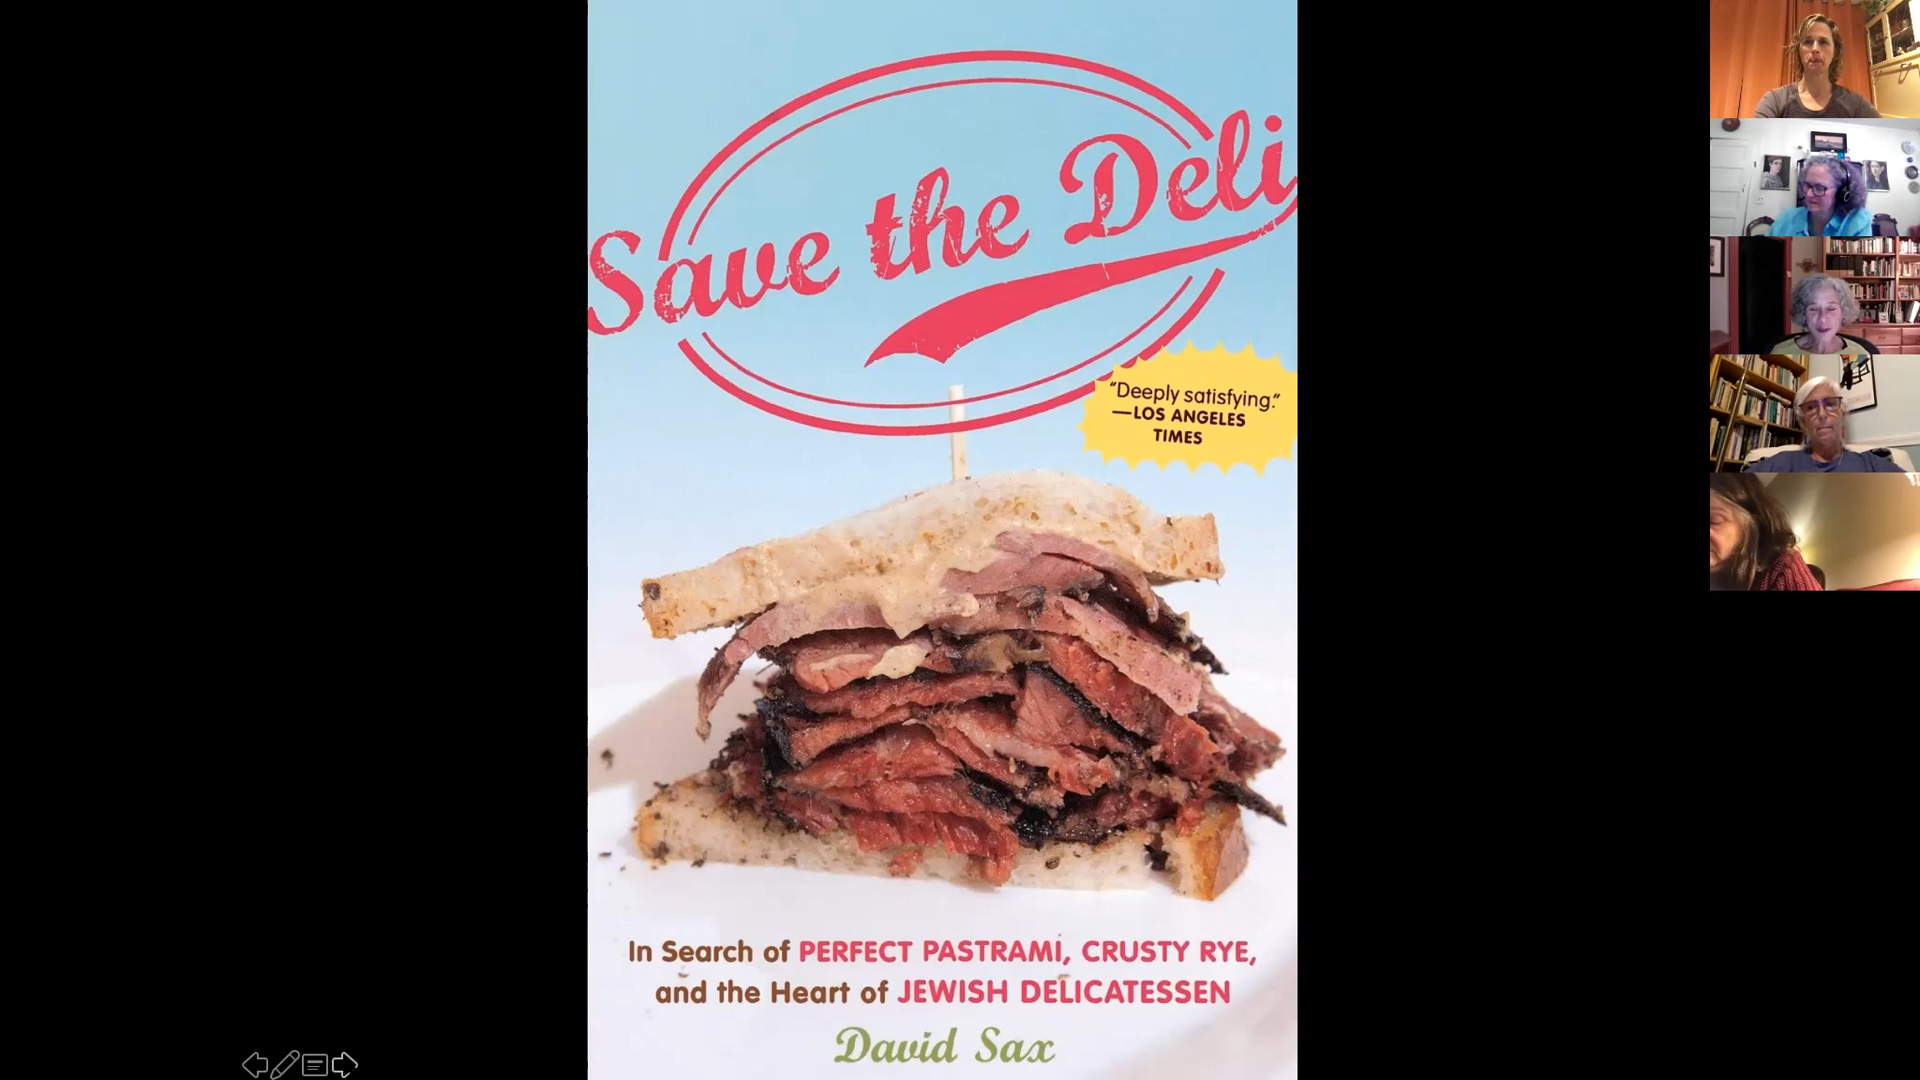 Save the Deli
“Deeply satisfying.”
—LOS ANGELES
TIMES
In Search of PERFECT PASTRAMI, CRUSTY RYE,
and the Heart of JEWISH DELICATESSEN
David Sax